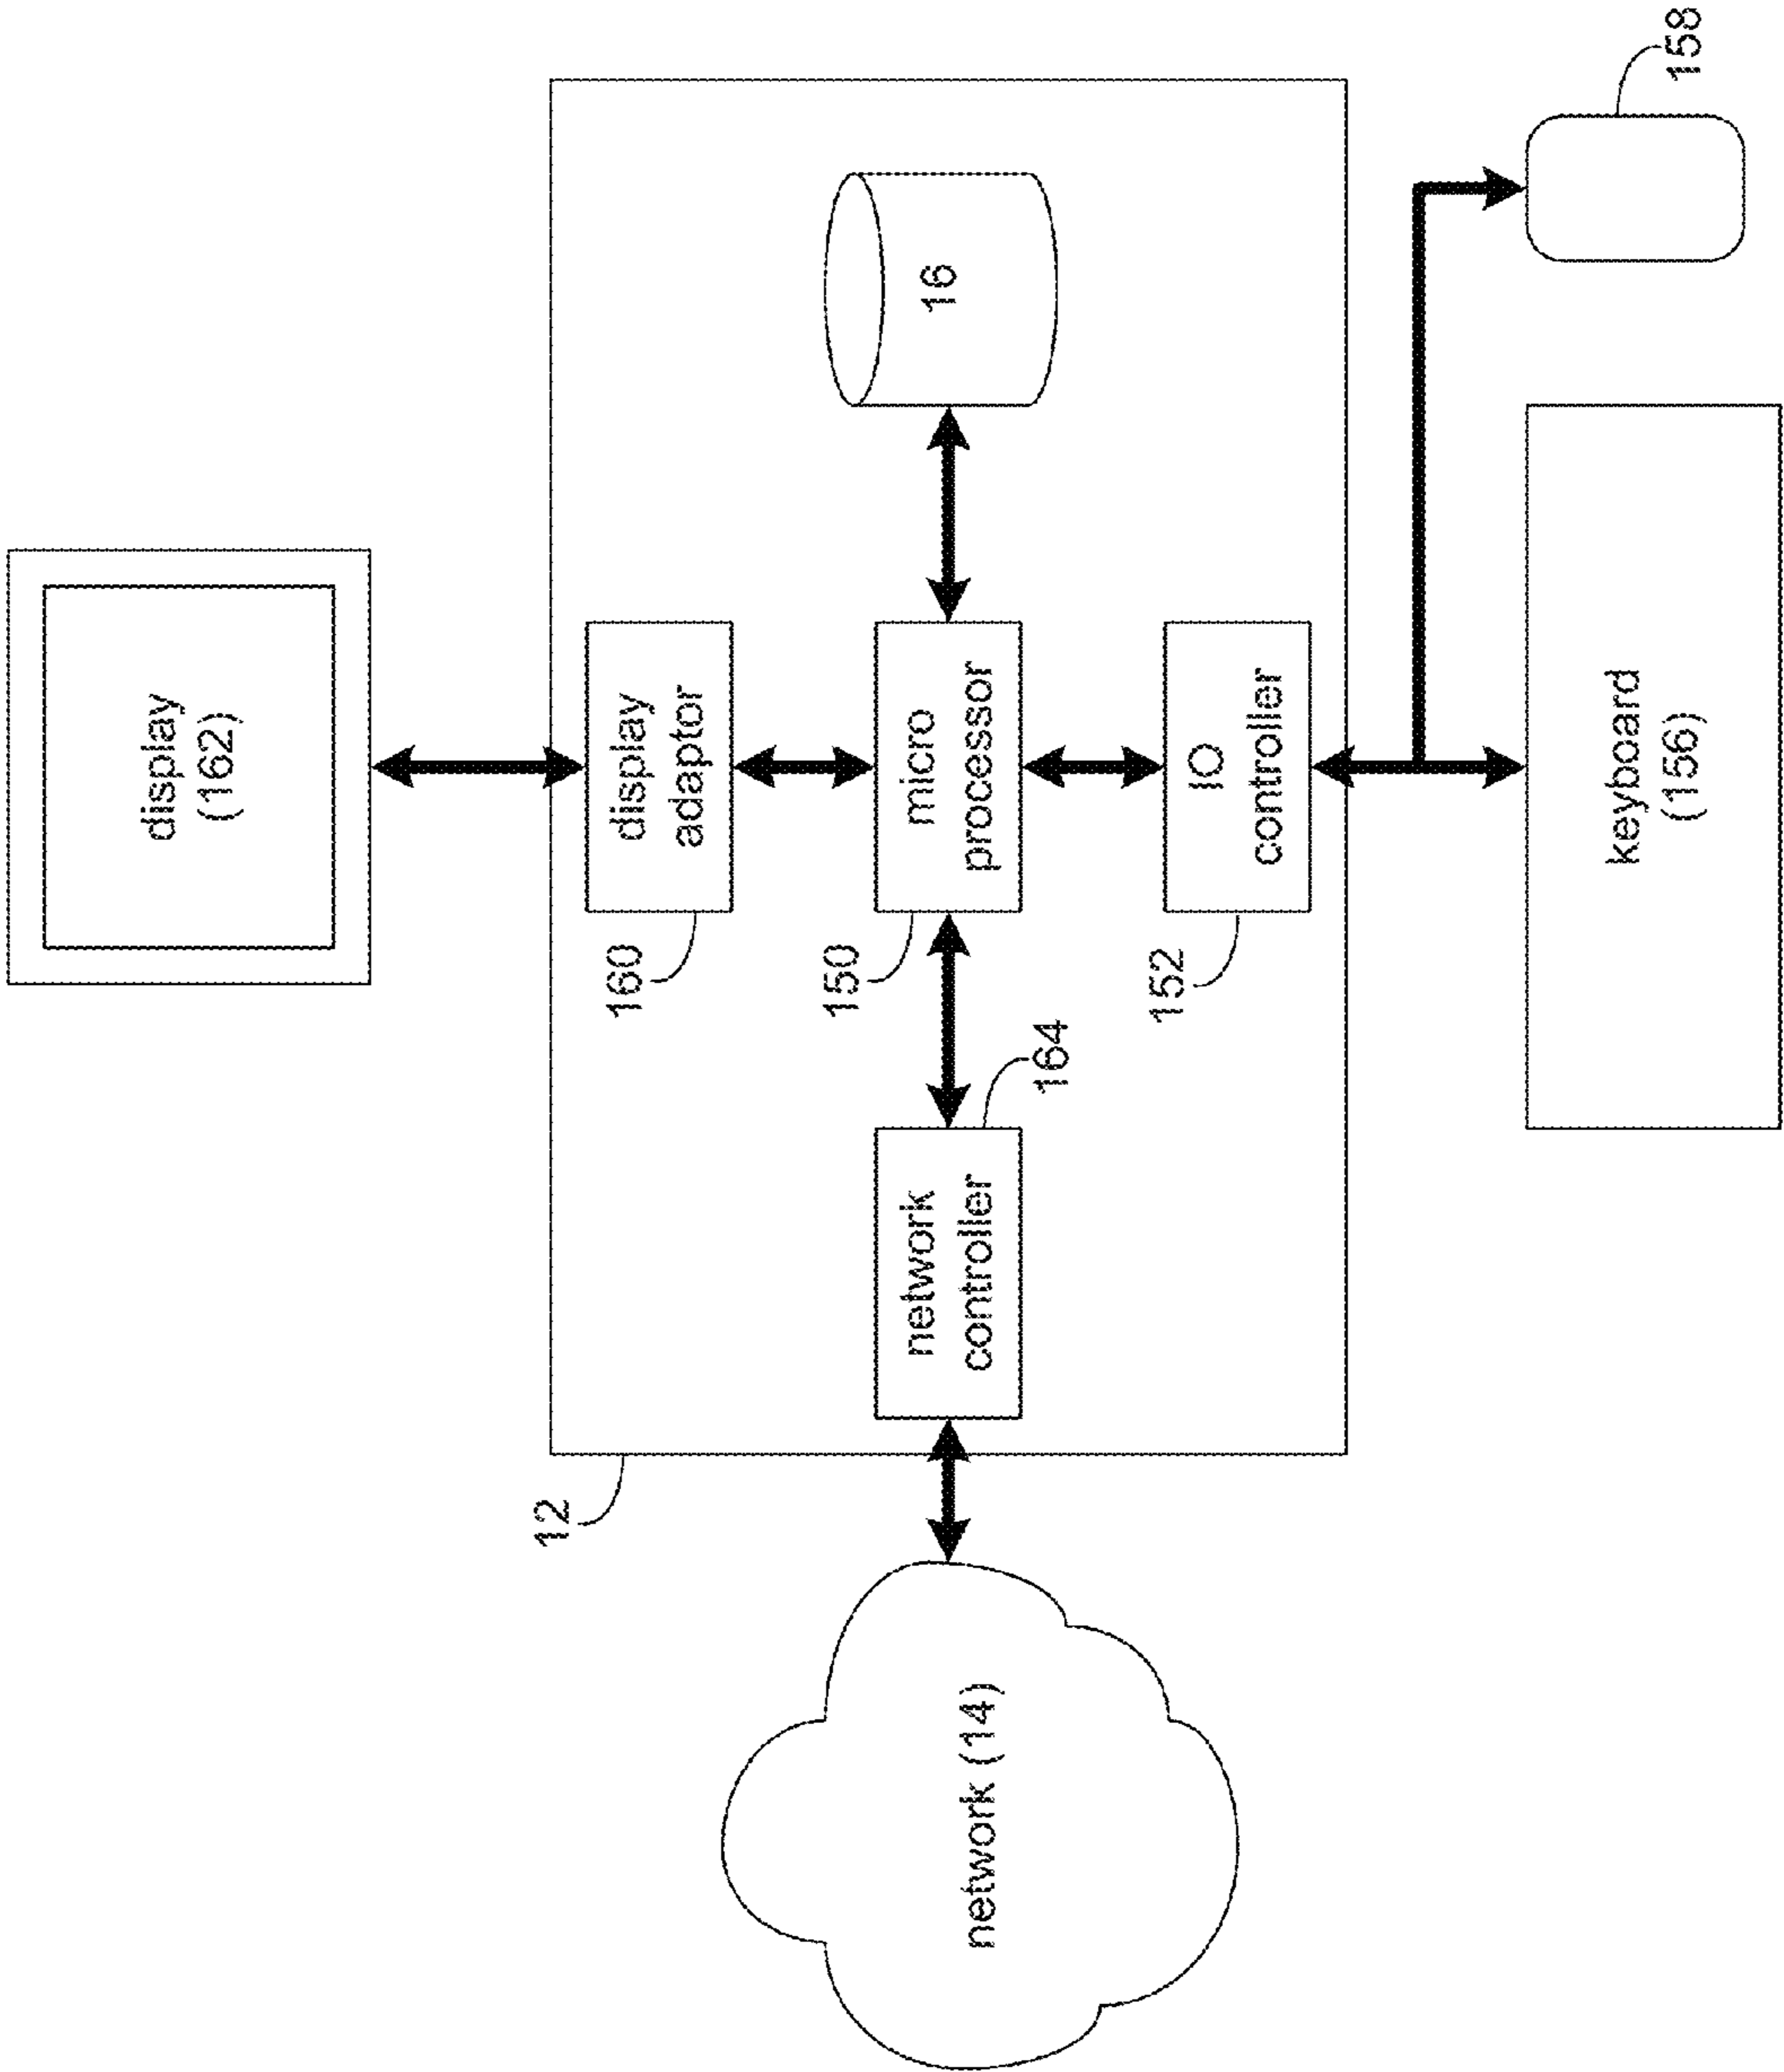 display
(162)
display
adaptor
160
micro
processor
150
16
IO
controller
152
network
controller
164
12
network (14)
keyboard
(156)
158